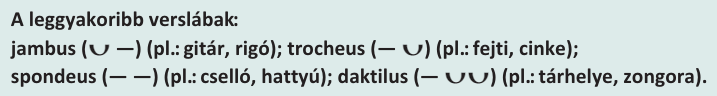 A leggyakoribb verslábak:
jambus (∪ —) (pl.: gitár, rigó); trocheus (— ∪) (pl.: fejti, cinke);
spondeus (— —) (pl.: cselló, hattyú); daktilus (— ∪∪) (pl.: tárhelye, zongora).